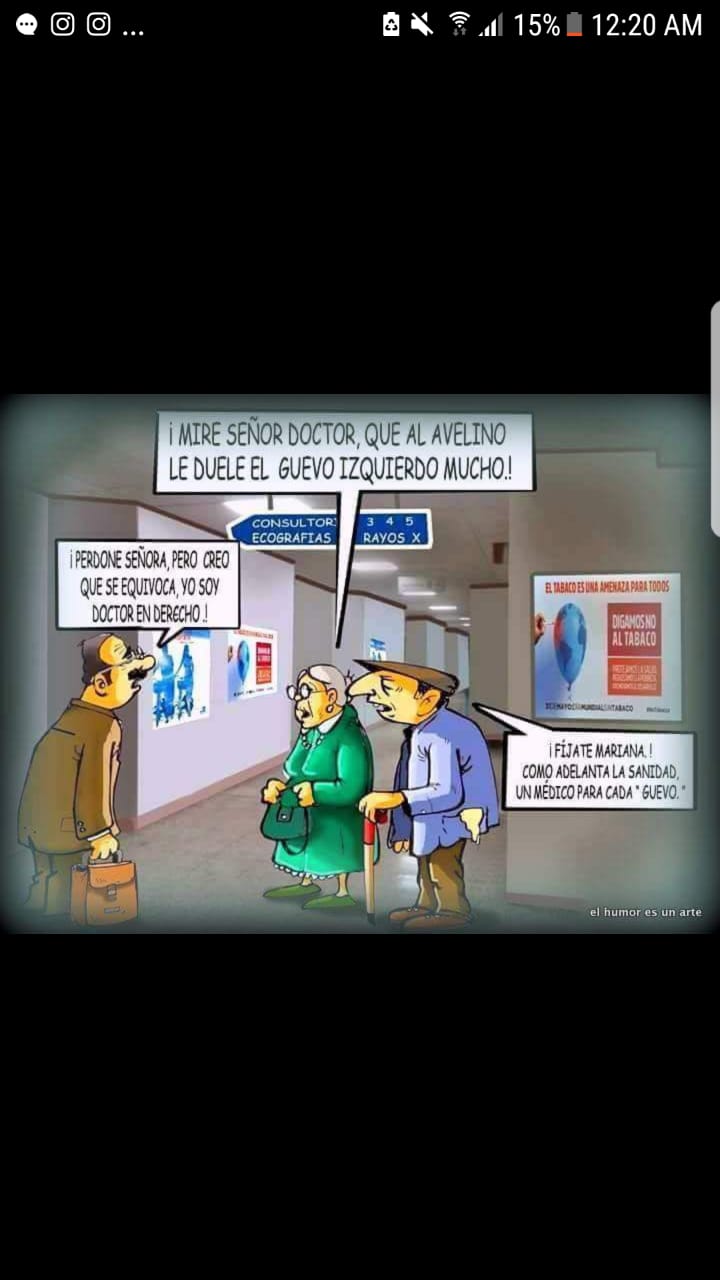 ... 15% 12:20 AM
¡ MIRE SEÑOR DOCTOR, QUE AL AVELINO
LE DUELE EL GUEVO IZQUIERDO MUCHO.!
CONSULTOR 3 4 5
ECOGRAFIAS RAYOS X
¡ PERDONE SEÑORA, PERO CREO
QUE SE EQUIVOCA, YO SOY
DOCTOR EN DERECHO .!
EL TABACO ES UNA AMENAZA PARA TODOS
DIGAMOS NO
AL TABACO
¡ FÍJATE MARIANA. !
COMO ADELANTA LA SANIDAD,
UN MÉDICO PARA CADA " GUEVO. "
el humor es un arte